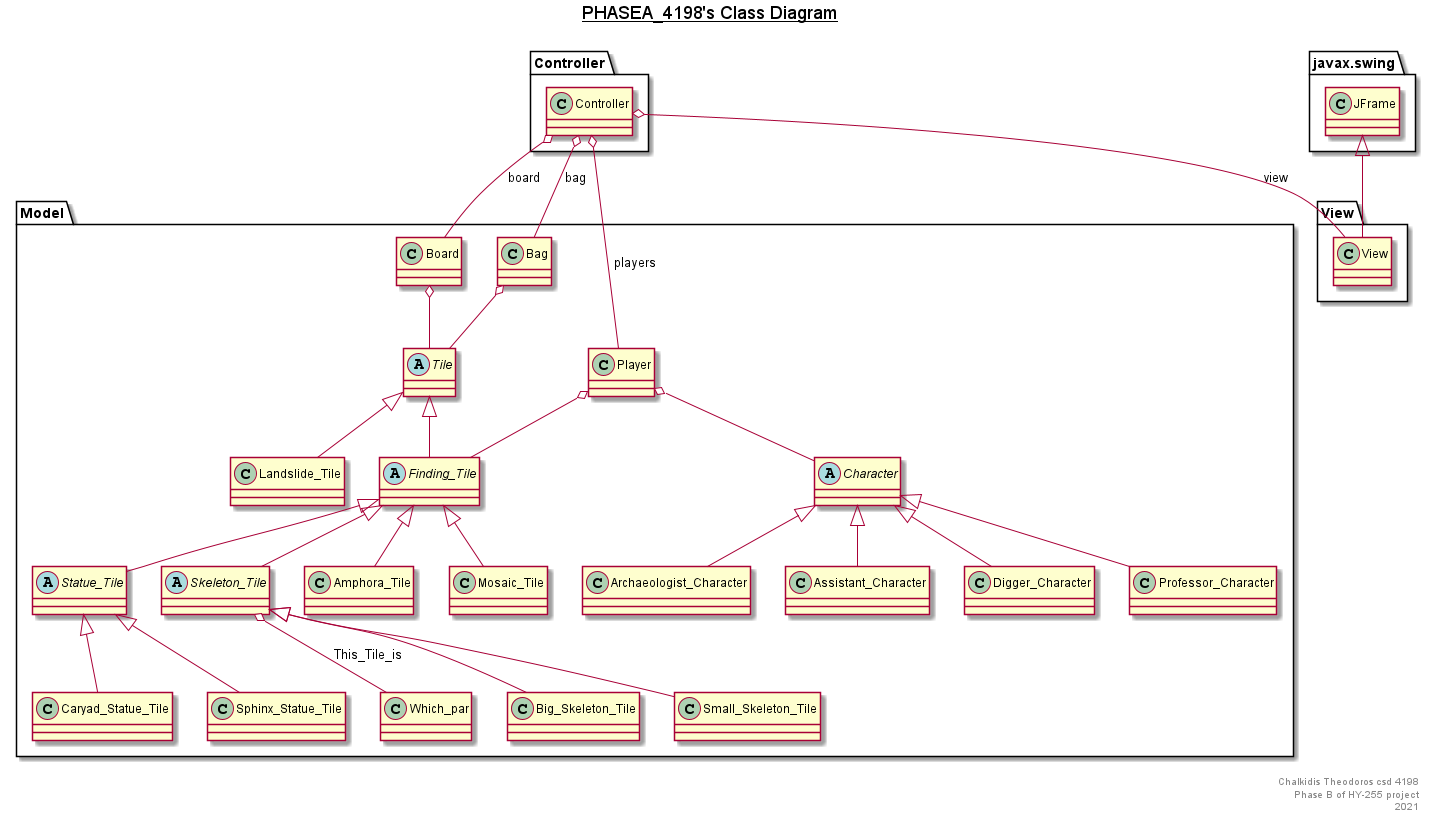 PHASEA_4198's Class Diagram
Controller
javax.swing
C Controller
C JFrame
board
bag
view
Model
View
C Board
C Bag
C View
players
A Tile
C Player
C Landslide_Tile
A Finding_Tile
A Character
A Statue_Tile
A Skeleton_Tile
C Amphora_Tile
C Mosaic_Tile
C Archaeologist_Character
C Assistant_Character
C Digger_Character
C Professor_Character
This_Tile_is
C Caryad_Statue_Tile
C Sphinx_Statue_Tile
C Which_par
C Big_Skeleton_Tile
C Small_Skeleton_Tile
Chalkidis Theodoros csd 4198
Phase B of HY-255 project
2021